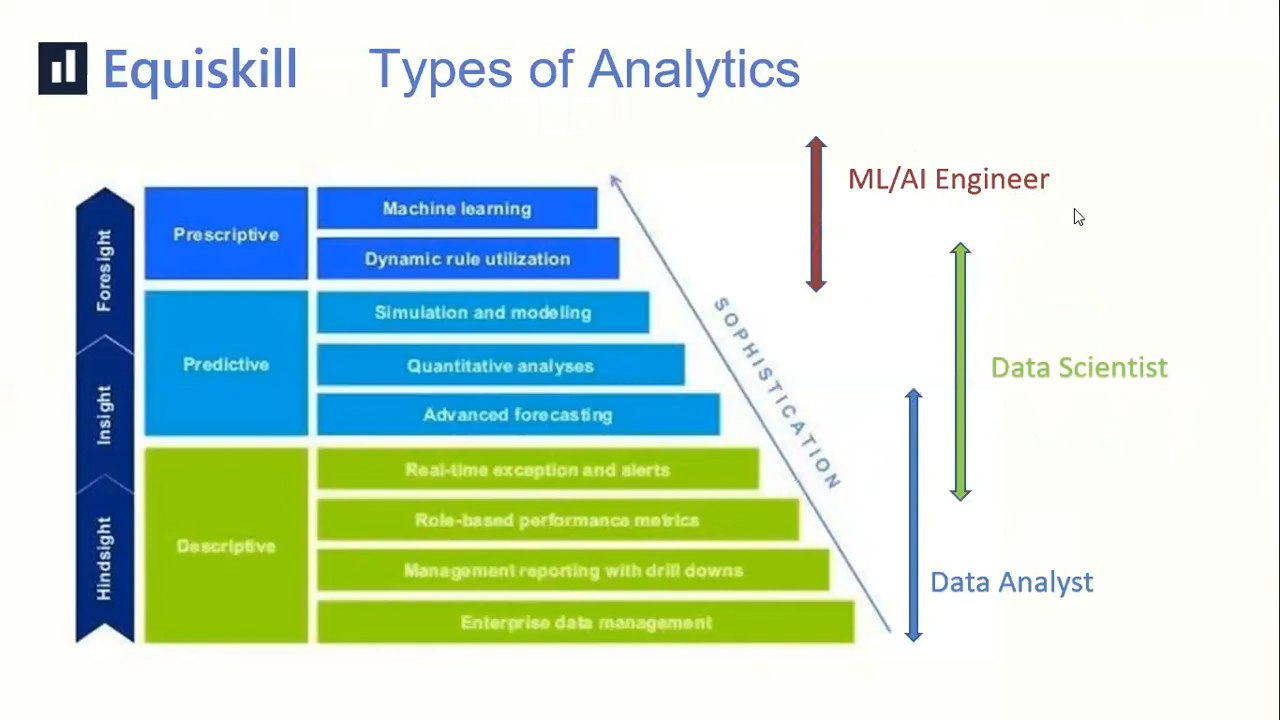 Equiskill Types of Analytics
ML/AI Engineer
Data Scientist
Data Analyst
Foresight
Insight
Hindsight
Prescriptive
Machine learning
Dynamic rule utilization
Predictive
Simulation and modeling
Quantitative analyses
Advanced forecasting
Descriptive
Real-time exception and alerts
Role-based performance metrics
Management reporting with drill downs
Enterprise data management
SOPHISTICATION